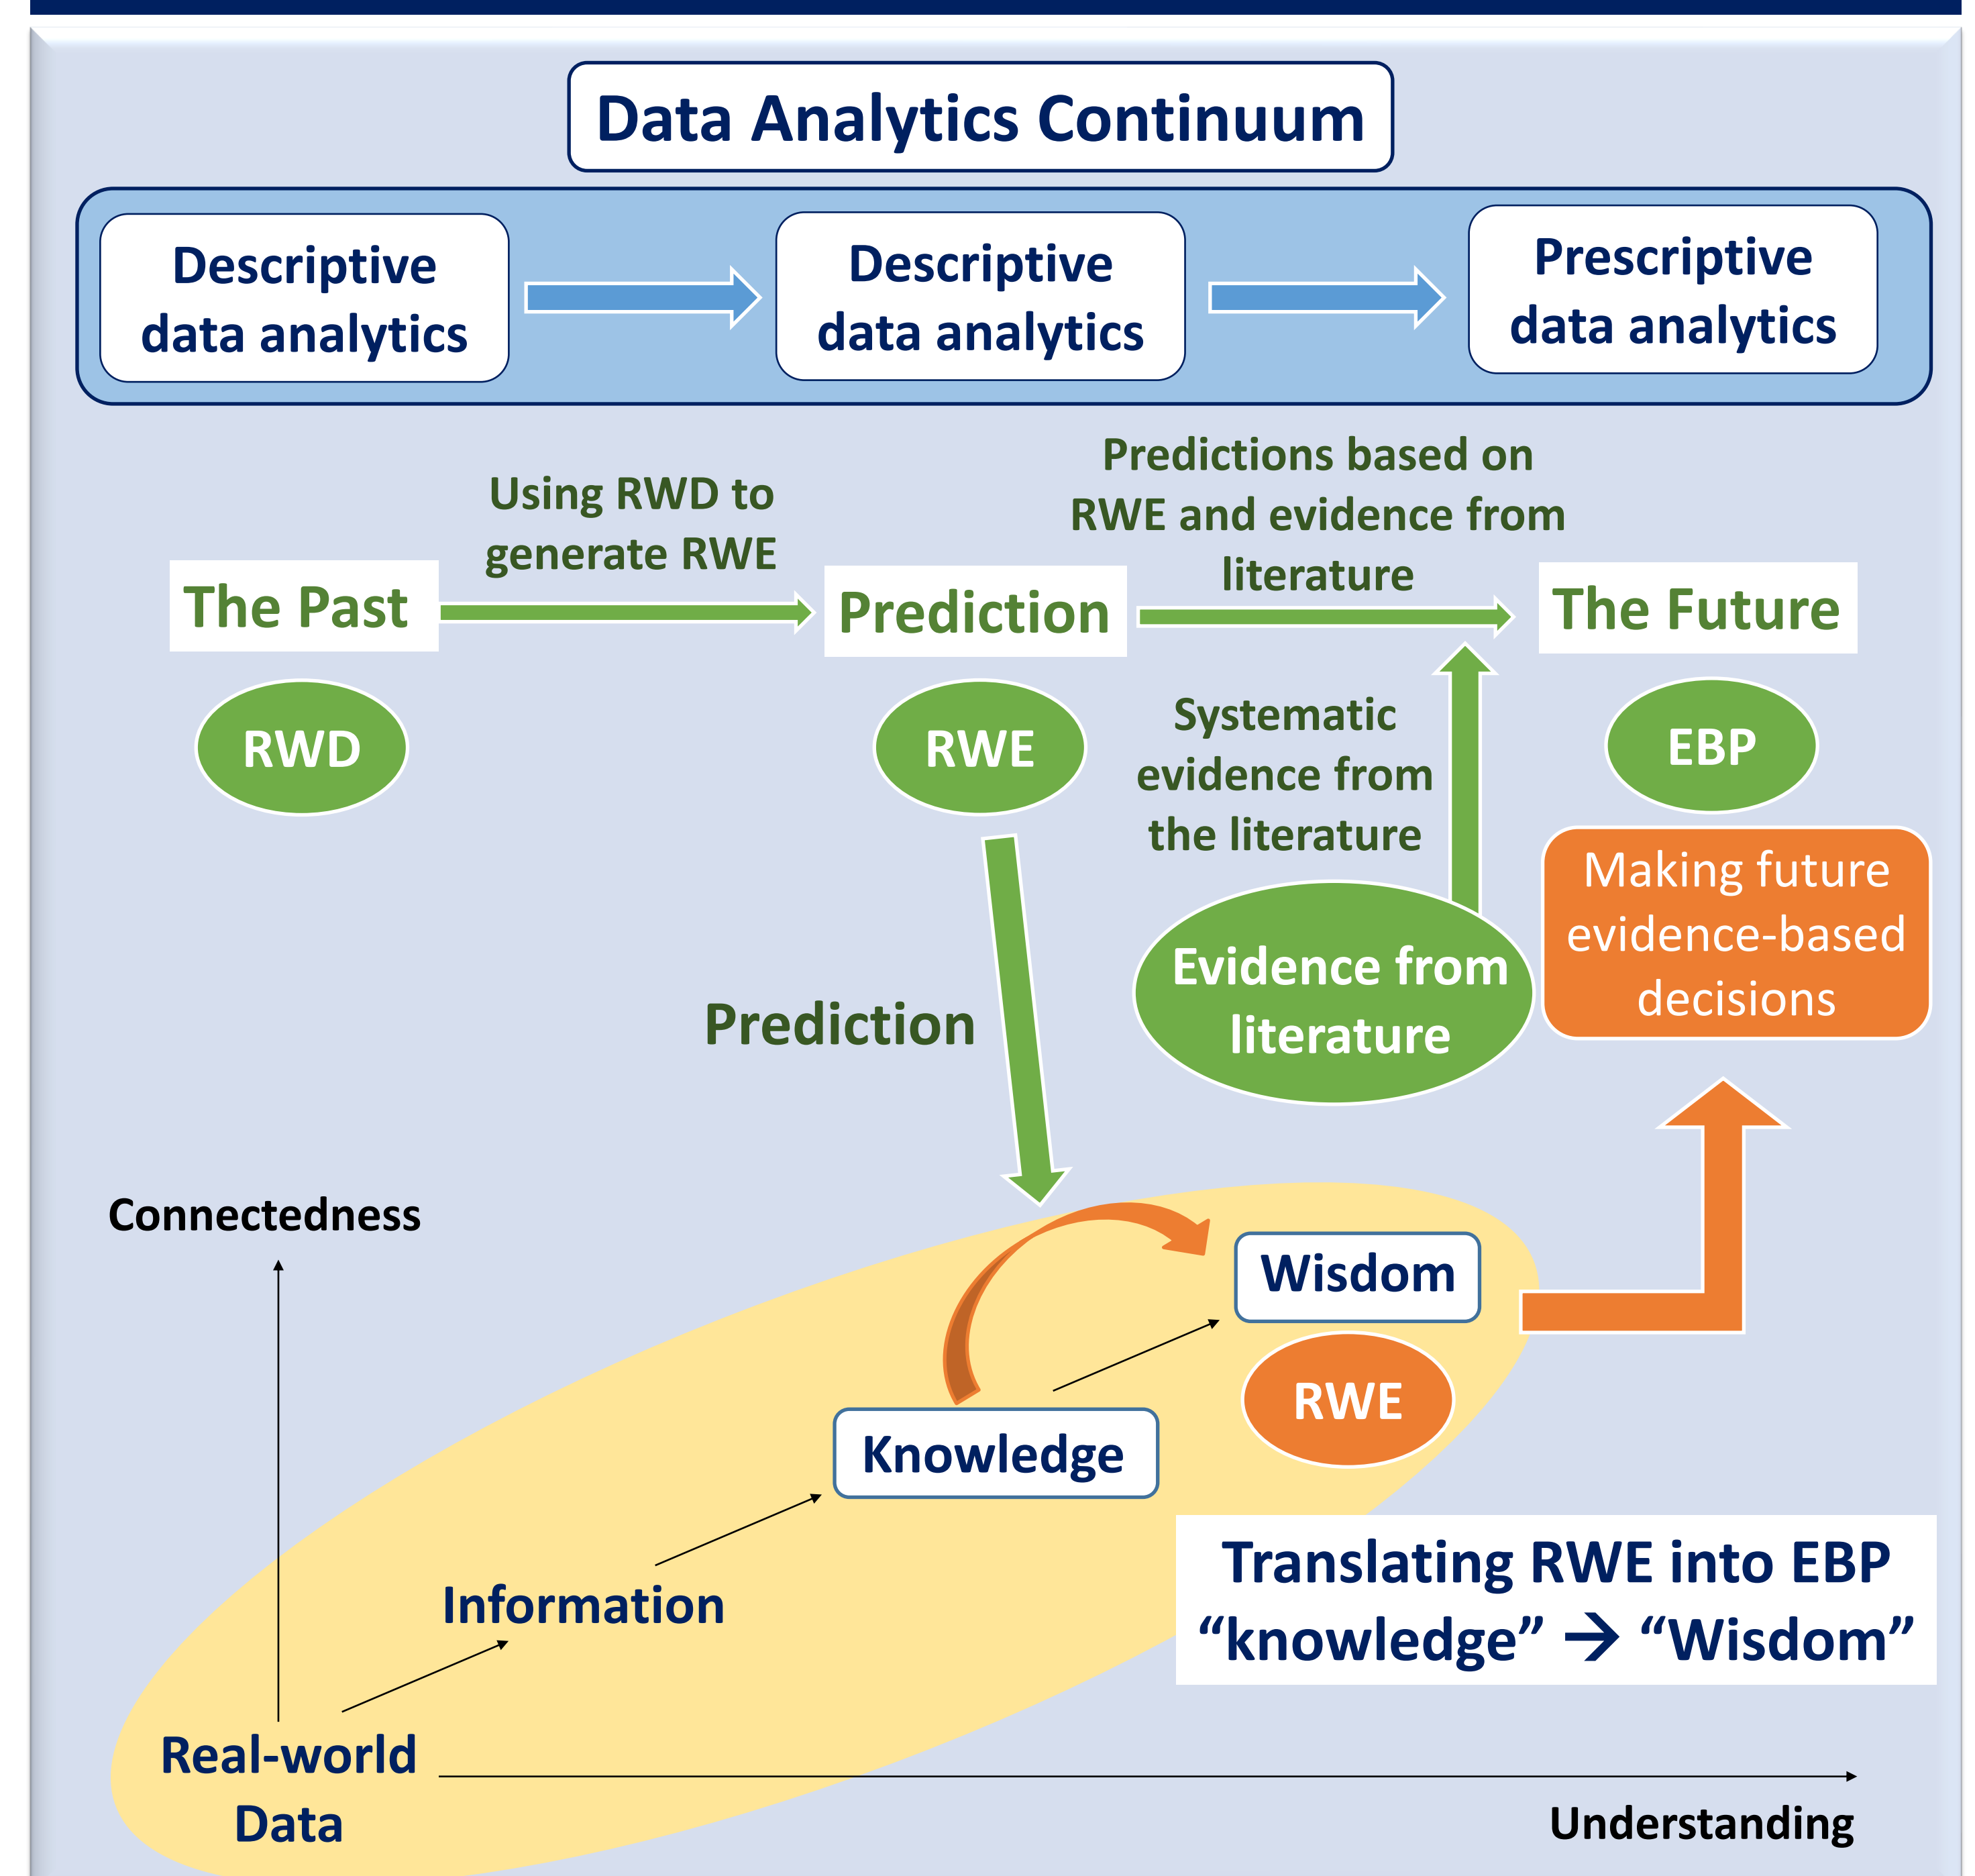 Data Analytics Continuum
Descriptive
data analytics
Descriptive
data analytics
Prescriptive
data analytics
Using RWD to
generate RWE
Predictions based on
RWE and evidence from
literature
The Past
Prediction
The Future
RWD
RWE
Systematic
evidence from
the literature
EBP
Making future
evidence-based
decisions
Evidence from
literature
Prediction
Connectedness
Wisdom
RWE
Knowledge
Translating RWE into EBP
“knowledge” → “Wisdom”
Information
Real-world
Data
Understanding